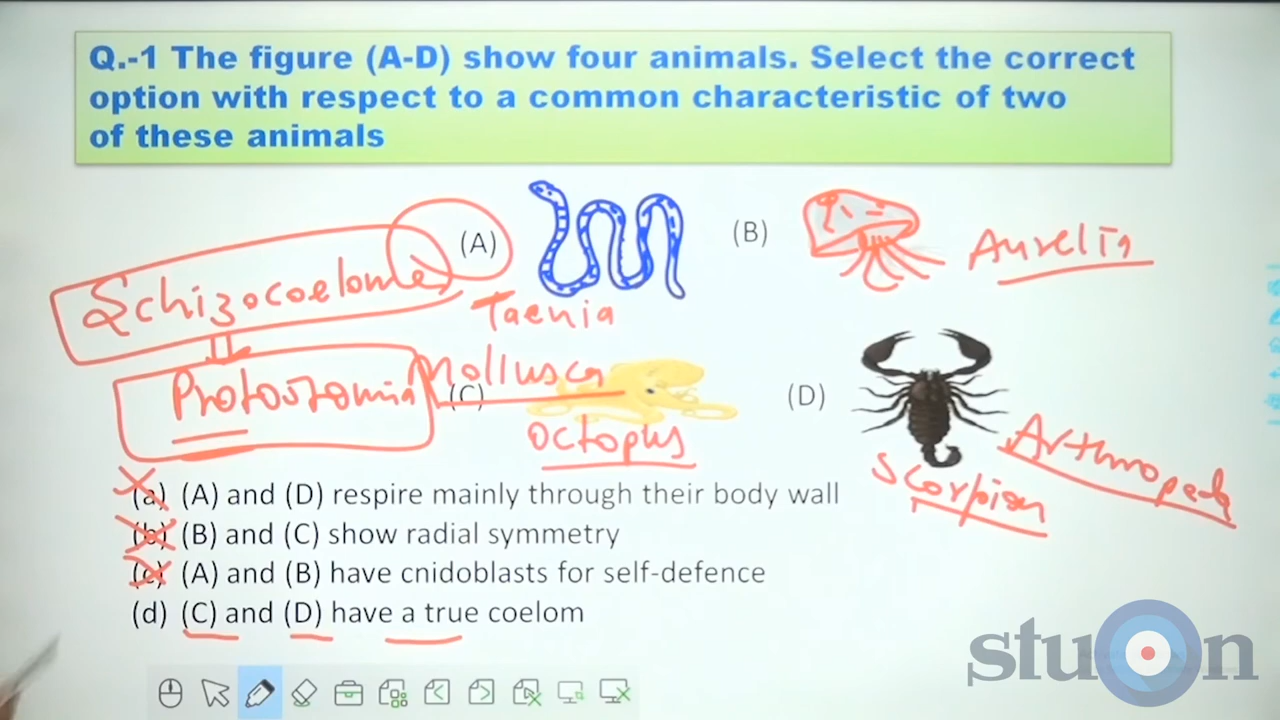 Q.-1 The figure (A-D) show four animals. Select the correct
option with respect to a common characteristic of two
of these animals
(A)
(B)
Aurelia
Schizocoelomes
Taenia
Protostomia
Mollusca
(C)
(D)
Octopus
Arthropoda
Scorpion
(a) (A) and (D) respire mainly through their body wall
(b) (B) and (C) show radial symmetry
(c) (A) and (B) have cnidoblasts for self-defence
(d) (C) and (D) have a true coelom
stuon